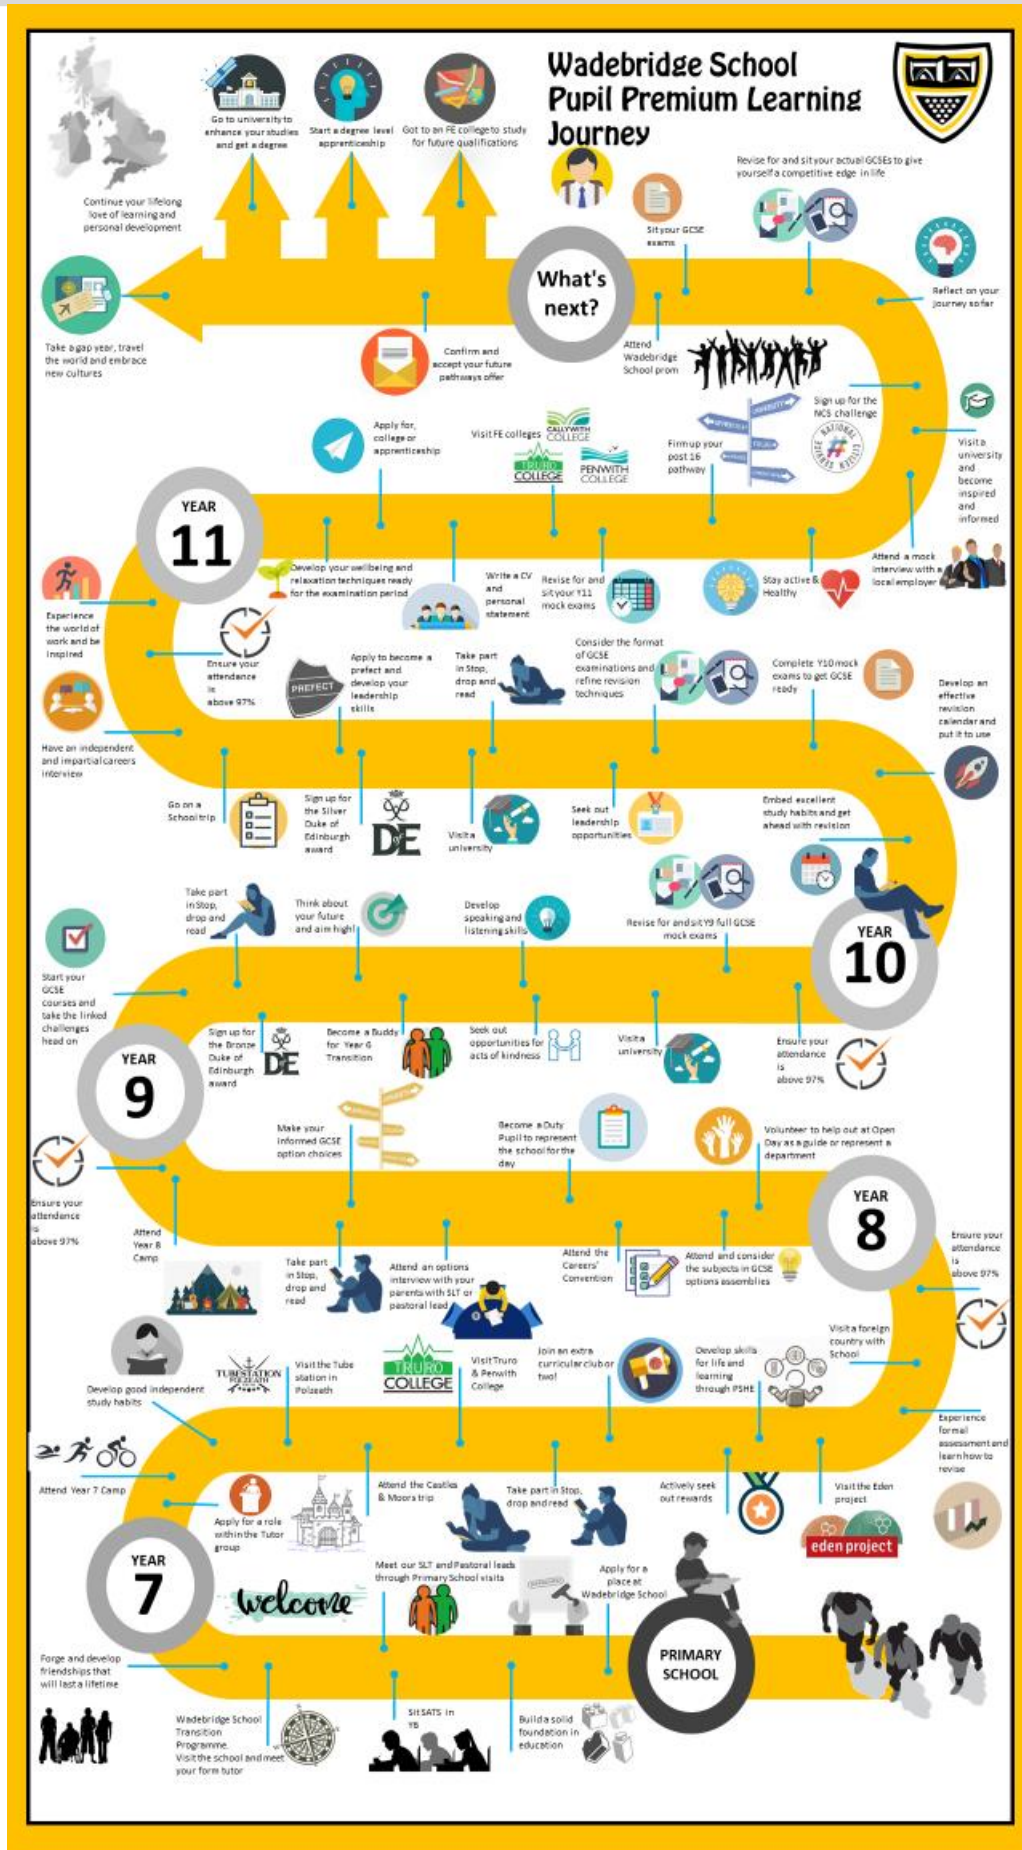 Wadebridge School
Pupil Premium Learning
Journey
Go to university to
enhance your studies
and get a degree
Start a degree level
apprenticeship
Got to an FE college to study
for future qualifications
Continue your lifelong
love of learning and
personal development
Revise for and sit your actual GCSEs to give
yourself a competitive edge in life
Sit your GCSE
exams
What's
next?
Reflect on your
journey so far
Take a gap year, travel
the world and embrace
new cultures
Confirm and
accept your future
pathways offer
Attend
Wadebridge
School prom
Sign up for the
NCS challenge
Visit a
university
and
become
inspired
and
informed
Apply for,
college or
apprenticeship
Visit FE colleges
CALLYWITH
COLLEGE
TRURO
COLLEGE
PENWITH
COLLEGE
Firm up your
post 16
pathway
UNIVERSITY
NATIONAL
CITIZEN
SERVICE
YEAR
11
Develop your wellbeing and
relaxation techniques ready
for the examination period
Write a CV
and
personal
statement
Revise for and
sit your Y11
mock exams
Stay active &
Healthy
Attend a mock
interview with a
local employer
Experience
the world of
work and be
inspired
Ensure your
attendance
is
above 97%
PREFECT
Apply to become a
prefect and
develop your
leadership
skills
Take part
in Stop,
drop and
read
Consider the format
of GCSE
examinations and
refine revision
techniques
Complete Y10 mock
exams to get GCSE
ready
Develop an
effective
revision
calendar and
put it to use
Have an independent
and impartial careers
interview
Go on a
School trip
Sign up for
the Silver
Duke of
Edinburgh
award
DofE
Visit a
university
Seek out
leadership
opportunities
Embed excellent
study habits and get
ahead with revision
Take part
in Stop,
drop and
read
Think about
your future
and aim high!
Develop
speaking and
listening skills
Revise for and sit Y9 full GCSE
mock exams
YEAR
10
Start your
GCSE
courses and
take the linked
challenges
head on
Sign up for
the Bronze
Duke of
Edinburgh
award
DofE
Become a Buddy
for Year 6
Transition
Seek out
opportunities for
acts of kindness
Visit a
university
Ensure your
attendance
is
above 97%
YEAR
9
Make your
informed GCSE
option choices
Become a Duty
Pupil to represent
the school for the
day
Volunteer to help out at Open
Day as a guide or represent a
department
Ensure your
attendance
is
above 97%
YEAR
8
Attend
Year 8
Camp
Take part
in Stop,
drop and
read
Attend an options
interview with your
parents with SLT or
pastoral lead
Attend the
Careers'
Convention
Attend and consider
the subjects in GCSE
options assemblies
Ensure your
attendance
is
above 97%
Develop good independent
study habits
TUBESTATION
POLZEATH
Visit the Tube
station in
Polzeath
TRURO
COLLEGE
Visit Truro
& Penwith
College
Join an extra
curricular club or
two!
Develop skills
for life and
learning
through PSHE
Visit a foreign
country with
School
Experience
formal
assessment and
learn how to
revise
Attend Year 7 Camp
Apply for a role
within the Tutor
group
Attend the Castles
& Moors trip
Take part in Stop,
drop and read
Actively seek
out rewards
Visit the Eden
project
eden project
YEAR
7
welcome
Meet our SLT and Pastoral leads
through Primary School visits
Apply for a
place at
Wadebridge School
PRIMARY
SCHOOL
Forge and develop
friendships that
will last a lifetime
Wadebridge School
Transition
Programme.
Visit the school and meet
your form tutor
Sit SATS in
Y6
Build a solid
foundation in
education